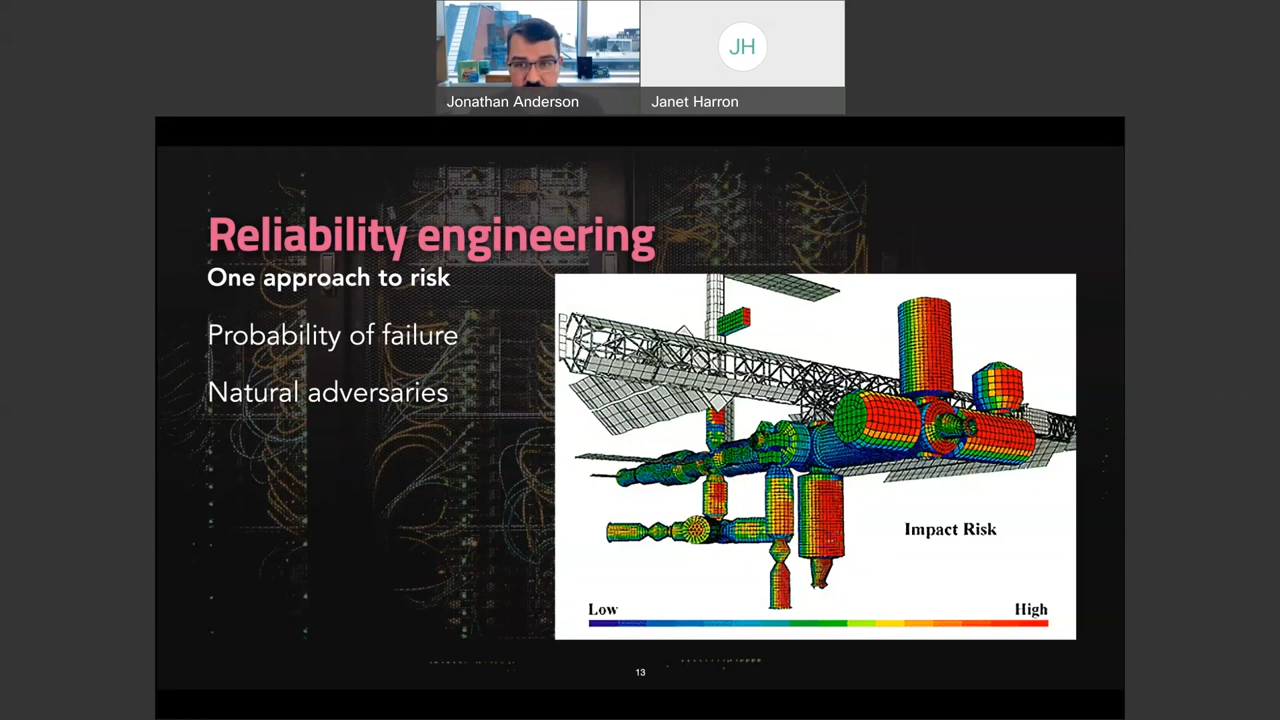 JH
Jonathan Anderson
Janet Harron
Reliability engineering
One approach to risk
Probability of failure
Natural adversaries
Impact Risk
Low
High
13